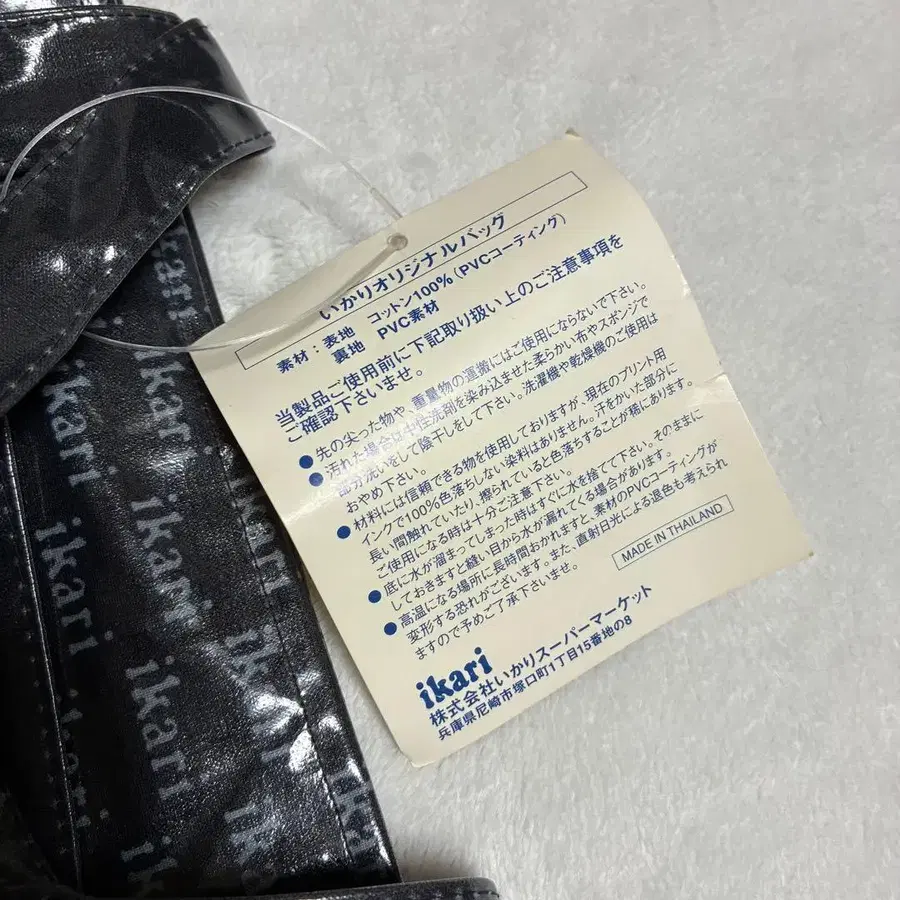 いかりオリジナルバッグ
素材：表地 コットン100%（PVCコーティング）
裏地 PVC素材
当製品ご使用前に下記取り扱い上のご注意事項を
ご確認下さいませ。
●先の尖った物や、重量物の運搬にはご使用にならないで下さい。
●汚れた場合は中性洗剤を染み込ませた柔らかい布やスポンジで
部分洗いをして陰干しをして下さい。洗濯機や乾燥機のご使用は
おやめ下さい。
●材料には信頼できる物を使用しておりますが、現在のプリント用
インクで100%色落ちしない染料はありません。汗をかいた部分に
長い間触れていたり、擦られていると色落ちすることが稀にあります。
ご使用になる時は十分ご注意下さい。
●底に水が溜まってしまった時はすぐに水を捨てて下さい。そのままに
しておきますと縫い目から水が漏れてくる場合があります。
●高温になる場所に長時間おかれますと、素材のPVCコーティングが
変形する恐れがございます。また、直射日光による退色も考えられ
ますので予めご了承下さいませ。
MADE IN THAILAND
ikari
株式会社いかりスーパーマーケット
兵庫県尼崎市塚口町1丁目15番地の8
ikari
ikari
ikari
ikari
ikari
ikari
ikari
ikari
ikari
ikari